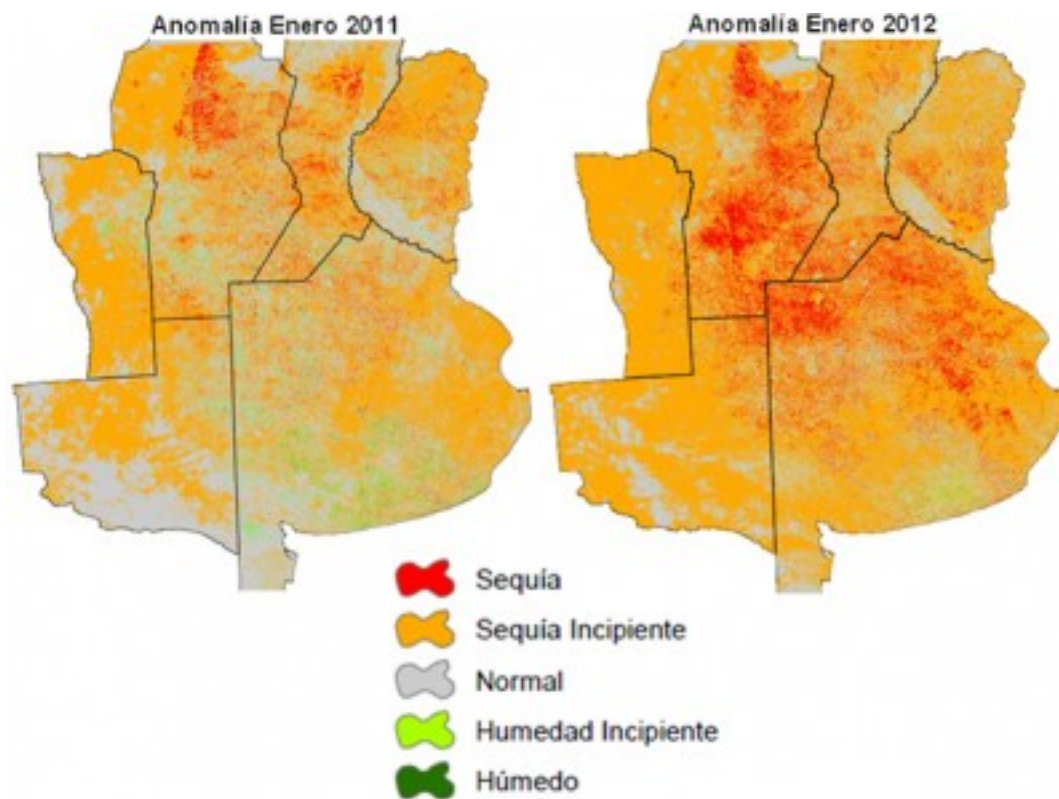 Anomalía Enero 2011
Anomalía Enero 2012
Sequía
Sequía Incipiente
Normal
Humedad Incipiente
Húmedo